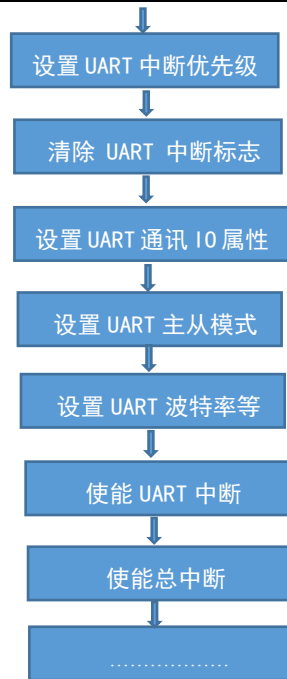 设置 UART 中断优先级
清除 UART 中断标志
设置 UART 通讯 IO 属性
设置 UART 主从模式
设置 UART 波特率等
使能 UART 中断
使能总中断
………………